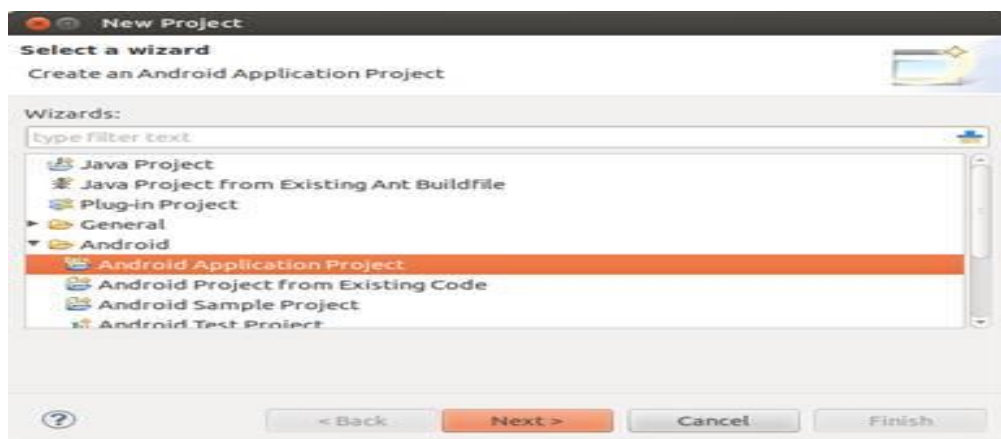 New Project
Select a wizard
Create an Android Application Project
Wizards:
type filter text
Java Project
Java Project from Existing Ant Buildfile
Plug-in Project
General
Android
Android Application Project
Android Project from Existing Code
Android Sample Project
Android Test Project
?
< Back
Next >
Cancel
Finish